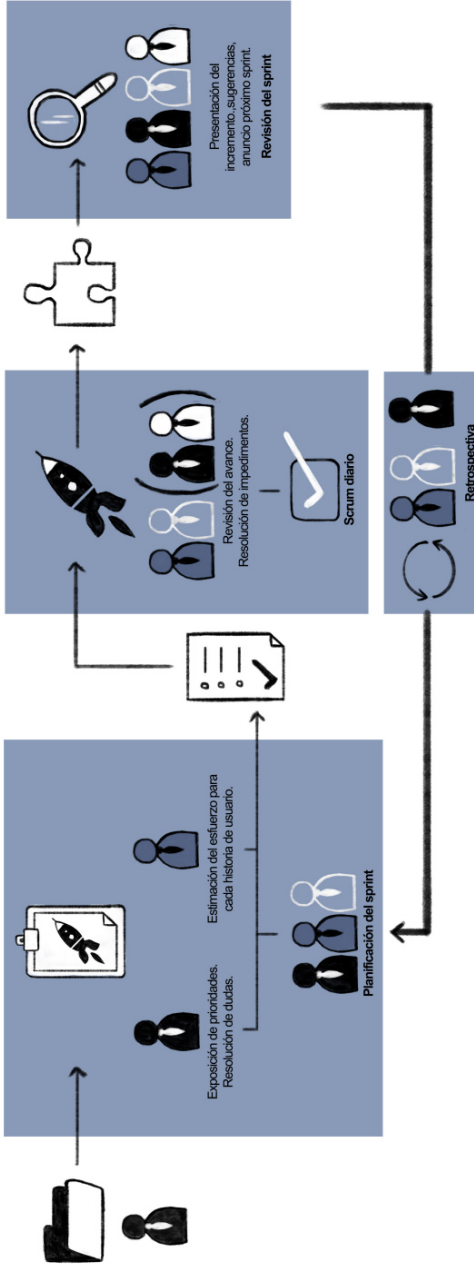 Exposición de prioridades.
Resolución de dudas.
Estimación del esfuerzo para
cada historia de usuario.
Planificación del sprint
Revisión del avance.
Resolución de impedimentos.
Scrum diario
Presentación del
incremento,,sugerencias,
anuncio próximo sprint.
Revisión del sprint
Retrospectiva